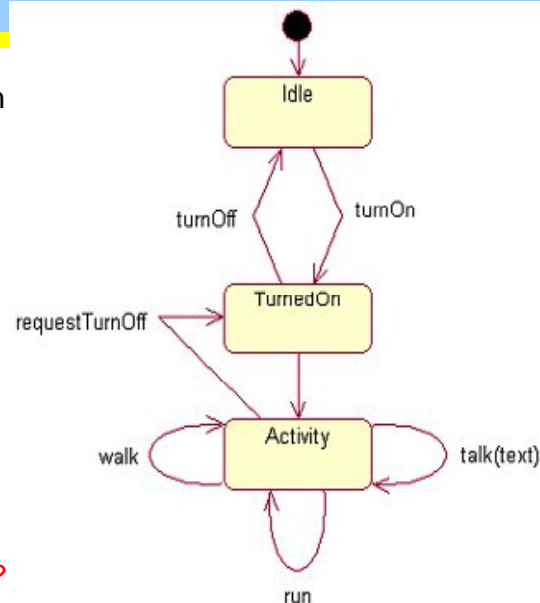 Idle
turnOff
turnOn
TurnedOn
requestTurnOff
Activity
walk
talk(text)
run